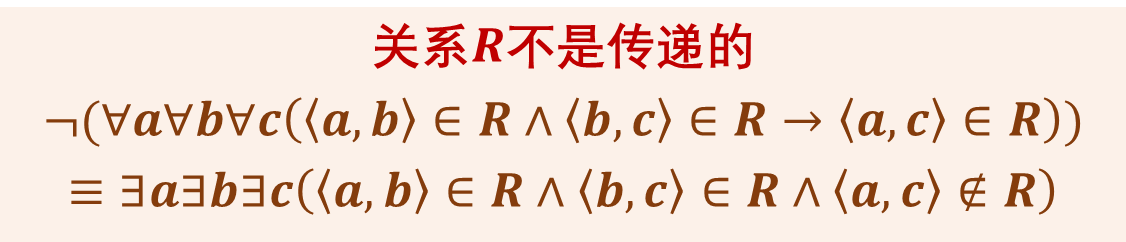 关系R不是传递的
¬(∀a∀b∀c(⟨a, b⟩ ∈ R ∧ ⟨b, c⟩ ∈ R → ⟨a, c⟩ ∈ R))
≡ ∃a∃b∃c(⟨a, b⟩ ∈ R ∧ ⟨b, c⟩ ∈ R ∧ ⟨a, c⟩ ∉ R)